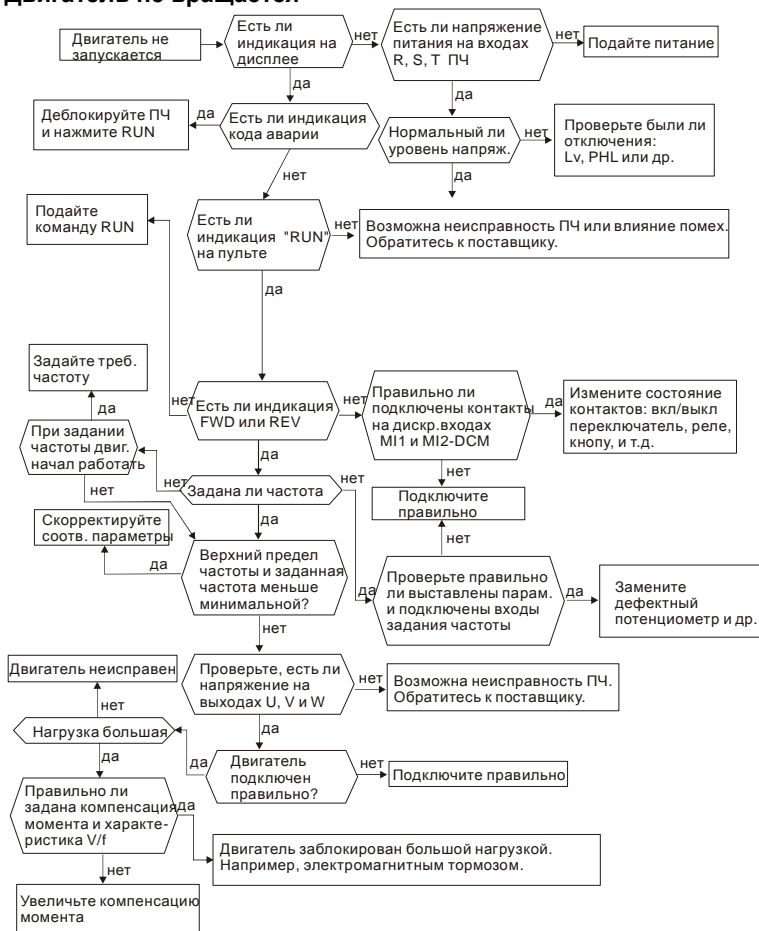 Двигатель не вращается
Двигатель не
запускается
Есть ли
индикация на
дисплее
нет
Есть ли напряжение
питания на входах
R, S, T ПЧ
нет
Подайте питание
да
да
Деблокируйте ПЧ
и нажмите RUN
да
Есть ли индикация
кода аварии
Нормальный ли
уровень напряж.
нет
Проверьте были ли
отключения:
Lv, PHL или др.
нет
да
Подайте
команду RUN
Есть ли
индикация "RUN"
на пульте
нет
Возможна неисправность ПЧ или влияние помех.
Обратитесь к поставщику.
да
Задайте треб.
частоту
да
нет
Есть ли индикация
FWD или REV
нет
Правильно ли
подключены контакты
на дискр.входах
MI1 и MI2-DCM
да
Измените состояние
контактов: вкл/выкл
переключатель, реле,
кнопу, и т.д.
При задании
частоты двиг.
начал работать
да
нет
нет
нет
Задана ли частота
нет
Подключите
правильно
Скорректируйте
соотв. параметры
да
нет
да
Верхний предел
частоты и заданная
частота меньше
минимальной?
да
Проверьте правильно
ли выставлены парам.
и подключены входы
задания частоты
да
Замените
дефектный
потенциометр и др.
нет
Двигатель неисправен
Проверьте, есть ли
напряжение на
выходах U, V и W
нет
Возможна неисправность ПЧ.
Обратитесь к поставщику.
нет
Нагрузка большая
да
да
да
Двигатель
подключен
правильно?
нет
Подключите правильно
Правильно ли
задана компенсация
момента и характе-
ристика V/f
да
Двигатель заблокирован большой нагрузкой.
Например, электромагнитным тормозом.
нет
Увеличьте компенсацию
момента